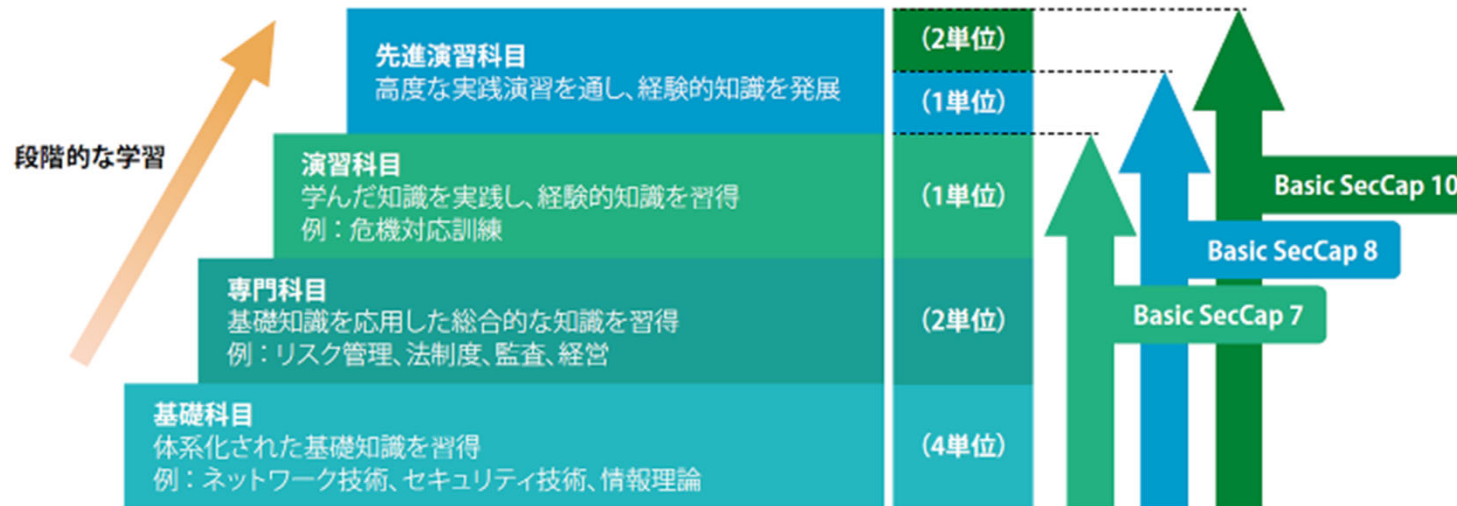 段階的な学習
先進演習科目
高度な実践演習を通し、経験的知識を発展
(2単位)
(1単位)
演習科目
学んだ知識を実践し、経験的知識を習得
例：危機対応訓練
(1単位)
専門科目
基礎知識を応用した総合的な知識を習得
例：リスク管理、法制度、監査、経営
(2単位)
基礎科目
体系化された基礎知識を習得
例：ネットワーク技術、セキュリティ技術、情報理論
(4単位)
Basic SecCap 10
Basic SecCap 8
Basic SecCap 7